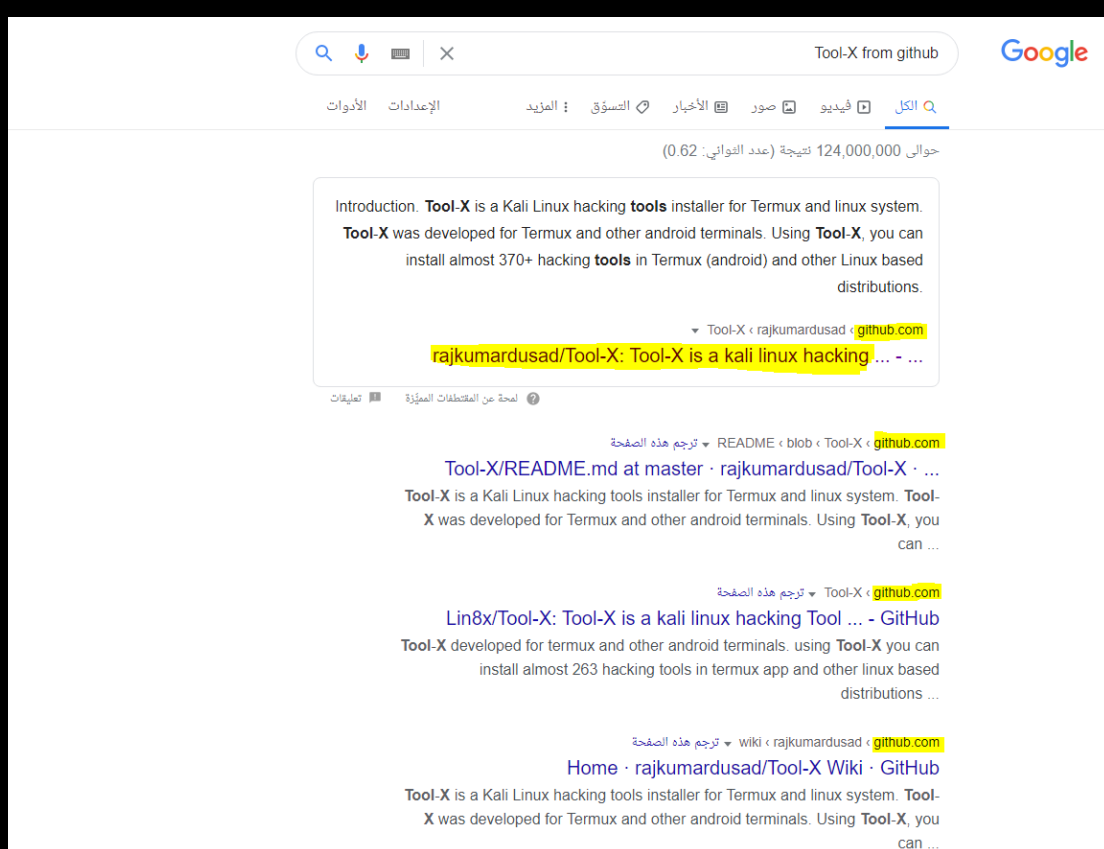 Tool-X from github
Google
الكل فيديو صور الأخبار التسوّق المزيد الإعدادات الأدوات
حوالى 124,000,000 نتيجة (عدد الثواني: 0.62)
Introduction. Tool-X is a Kali Linux hacking tools installer for Termux and linux system.
Tool-X was developed for Termux and other android terminals. Using Tool-X, you can
install almost 370+ hacking tools in Termux (android) and other Linux based
distributions.
github.com › rajkumardusad › Tool-X
rajkumardusad/Tool-X: Tool-X is a kali linux hacking ... - ...
لمحة عن المقتطفات المميَّزة تعليقات
github.com › Tool-X › blob › README ترجم هذه الصفحة
Tool-X/README.md at master · rajkumardusad/Tool-X · ...
Tool-X is a Kali Linux hacking tools installer for Termux and linux system. Tool-
X was developed for Termux and other android terminals. Using Tool-X, you
can ...
github.com › Tool-X ترجم هذه الصفحة
Lin8x/Tool-X: Tool-X is a kali linux hacking Tool ... - GitHub
Tool-X developed for termux and other android terminals. using Tool-X you can
install almost 263 hacking tools in termux app and other linux based
distributions ...
github.com › rajkumardusad › wiki ترجم هذه الصفحة
Home · rajkumardusad/Tool-X Wiki · GitHub
Tool-X is a Kali Linux hacking tools installer for Termux and linux system. Tool-
X was developed for Termux and other android terminals. Using Tool-X, you
can ...